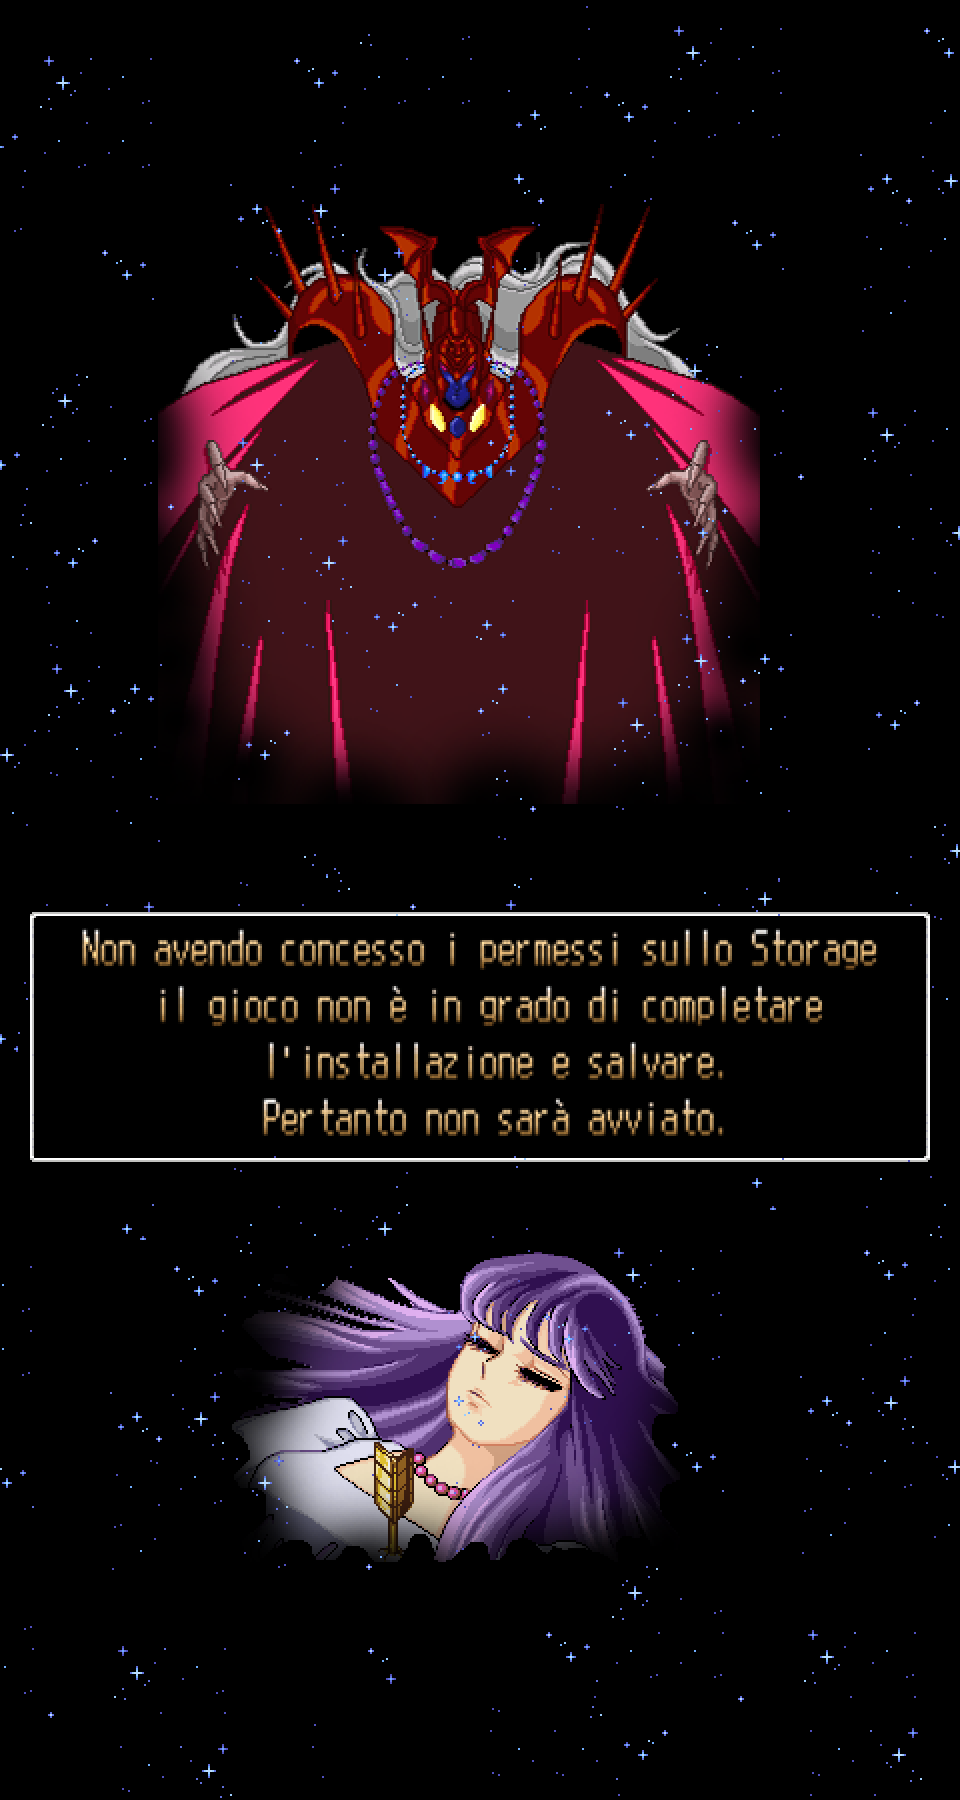 Non avendo concesso i permessi sullo Storage
il gioco non è in grado di completare
l'installazione e salvare.
Pertanto non sarà avviato.